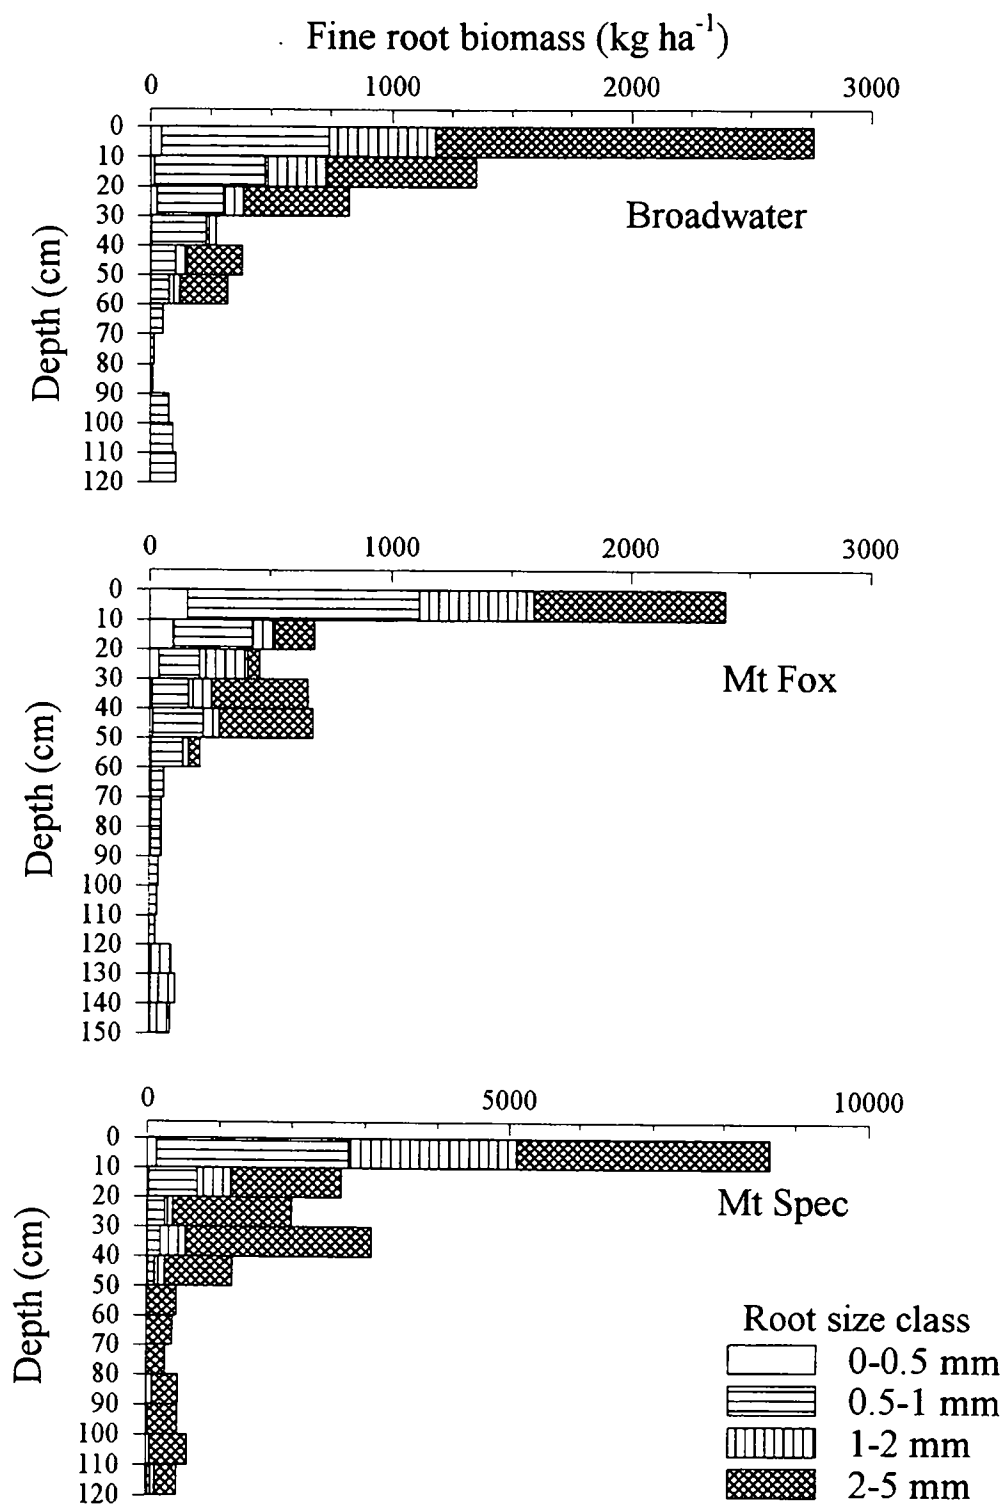 Fine root biomass (kg ha⁻¹)
0 1000 2000 3000
0
10
20
30
40
50
60
70
80
90
100
110
120
Depth (cm)
Broadwater
0 1000 2000 3000
0
10
20
30
40
50
60
70
80
90
100
110
120
130
140
150
Depth (cm)
Mt Fox
0 5000 10000
0
10
20
30
40
50
60
70
80
90
100
110
120
Depth (cm)
Mt Spec
Root size class
0-0.5 mm
0.5-1 mm
1-2 mm
2-5 mm